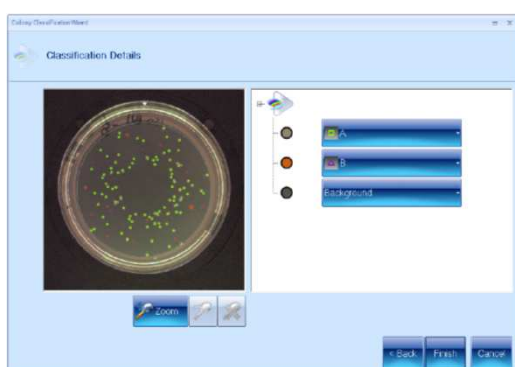 Colony Classification Wizard
Classification Details
A
B
Background
Zoom
< Back
Finish
Cancel